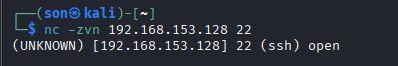 ┌──(son㉿kali)-[~]
└─$ nc -zvn 192.168.153.128 22
(UNKNOWN) [192.168.153.128] 22 (ssh) open